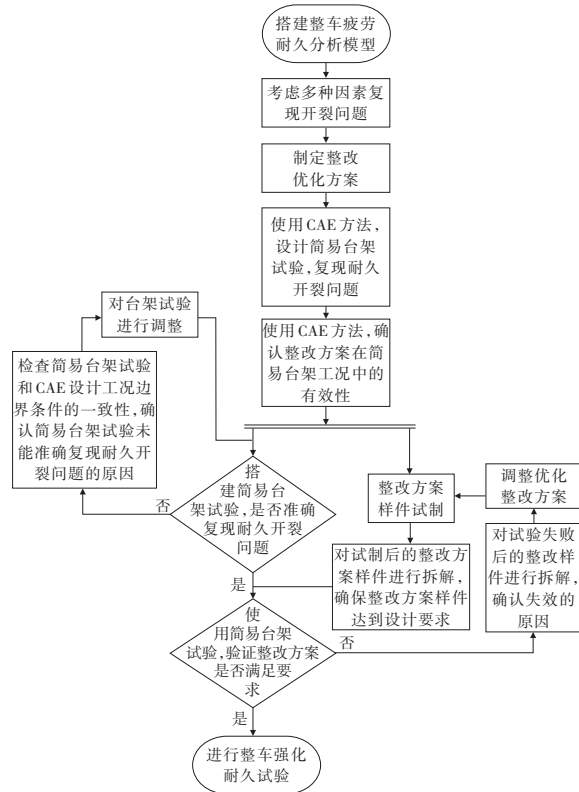 搭建整车疲劳
耐久分析模型
考虑多种因素复
现开裂问题
制定整改
优化方案
使用CAE方法，
设计简易台架
试验，复现耐久
开裂问题
使用CAE方法，确
认整改方案在简
易台架工况中的
有效性
对台架试验
进行调整
检查简易台架试验
和CAE设计工况边
界条件的一致性，确
认简易台架试验未
能准确复现耐久开
裂问题的原因
否
搭
建简易台
架试验，是否准确
复现耐久开裂
问题
是
整改方案
样件试制
对试制后的整改方
案样件进行拆解，
确保整改方案样件
达到设计要求
调整优化
整改方案
对试验失败
后的整改样
件进行拆解，
确认失效的
原因
使
用简易台架
试验，验证整改方案
是否满足要
求
否
是
进行整车强化
耐久试验